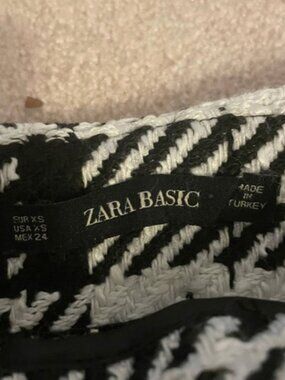 ZARA BASIC
EUR XS
USA XS
MEX 24
MADE
IN
TURKEY